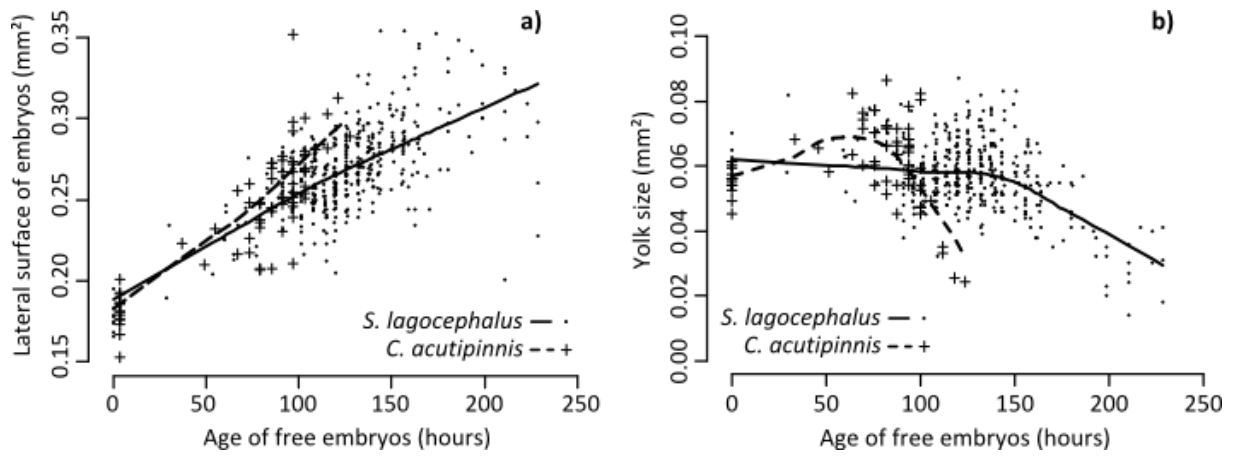 a)
Lateral surface of embryos (mm²)
0.35
0.30
0.25
0.20
0.15
S. lagocephalus
C. acutipinnis
0 50 100 150 200 250
Age of free embryos (hours)
b)
Yolk size (mm²)
0.10
0.08
0.06
0.04
0.02
0.00
S. lagocephalus
C. acutipinnis
0 50 100 150 200 250
Age of free embryos (hours)